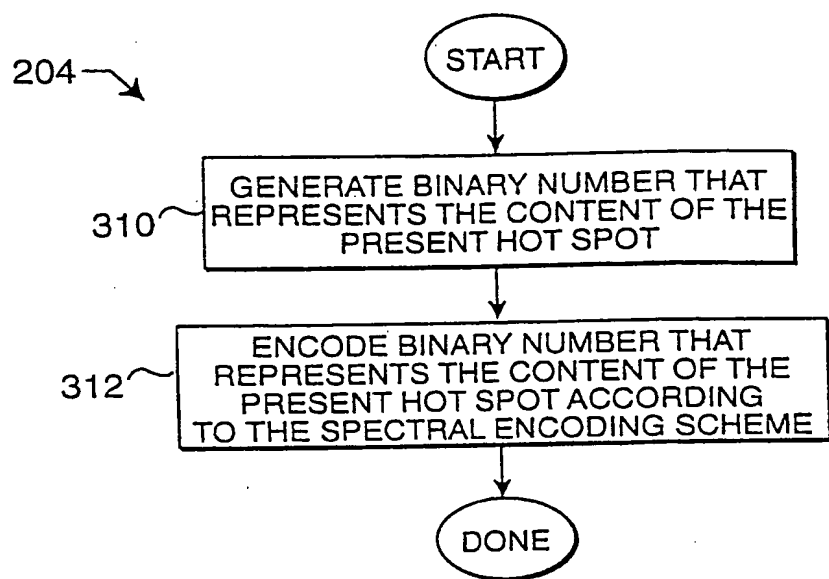 START
204
GENERATE BINARY NUMBER THAT
REPRESENTS THE CONTENT OF THE
PRESENT HOT SPOT
310
ENCODE BINARY NUMBER THAT
REPRESENTS THE CONTENT OF THE
PRESENT HOT SPOT ACCORDING
TO THE SPECTRAL ENCODING SCHEME
312
DONE